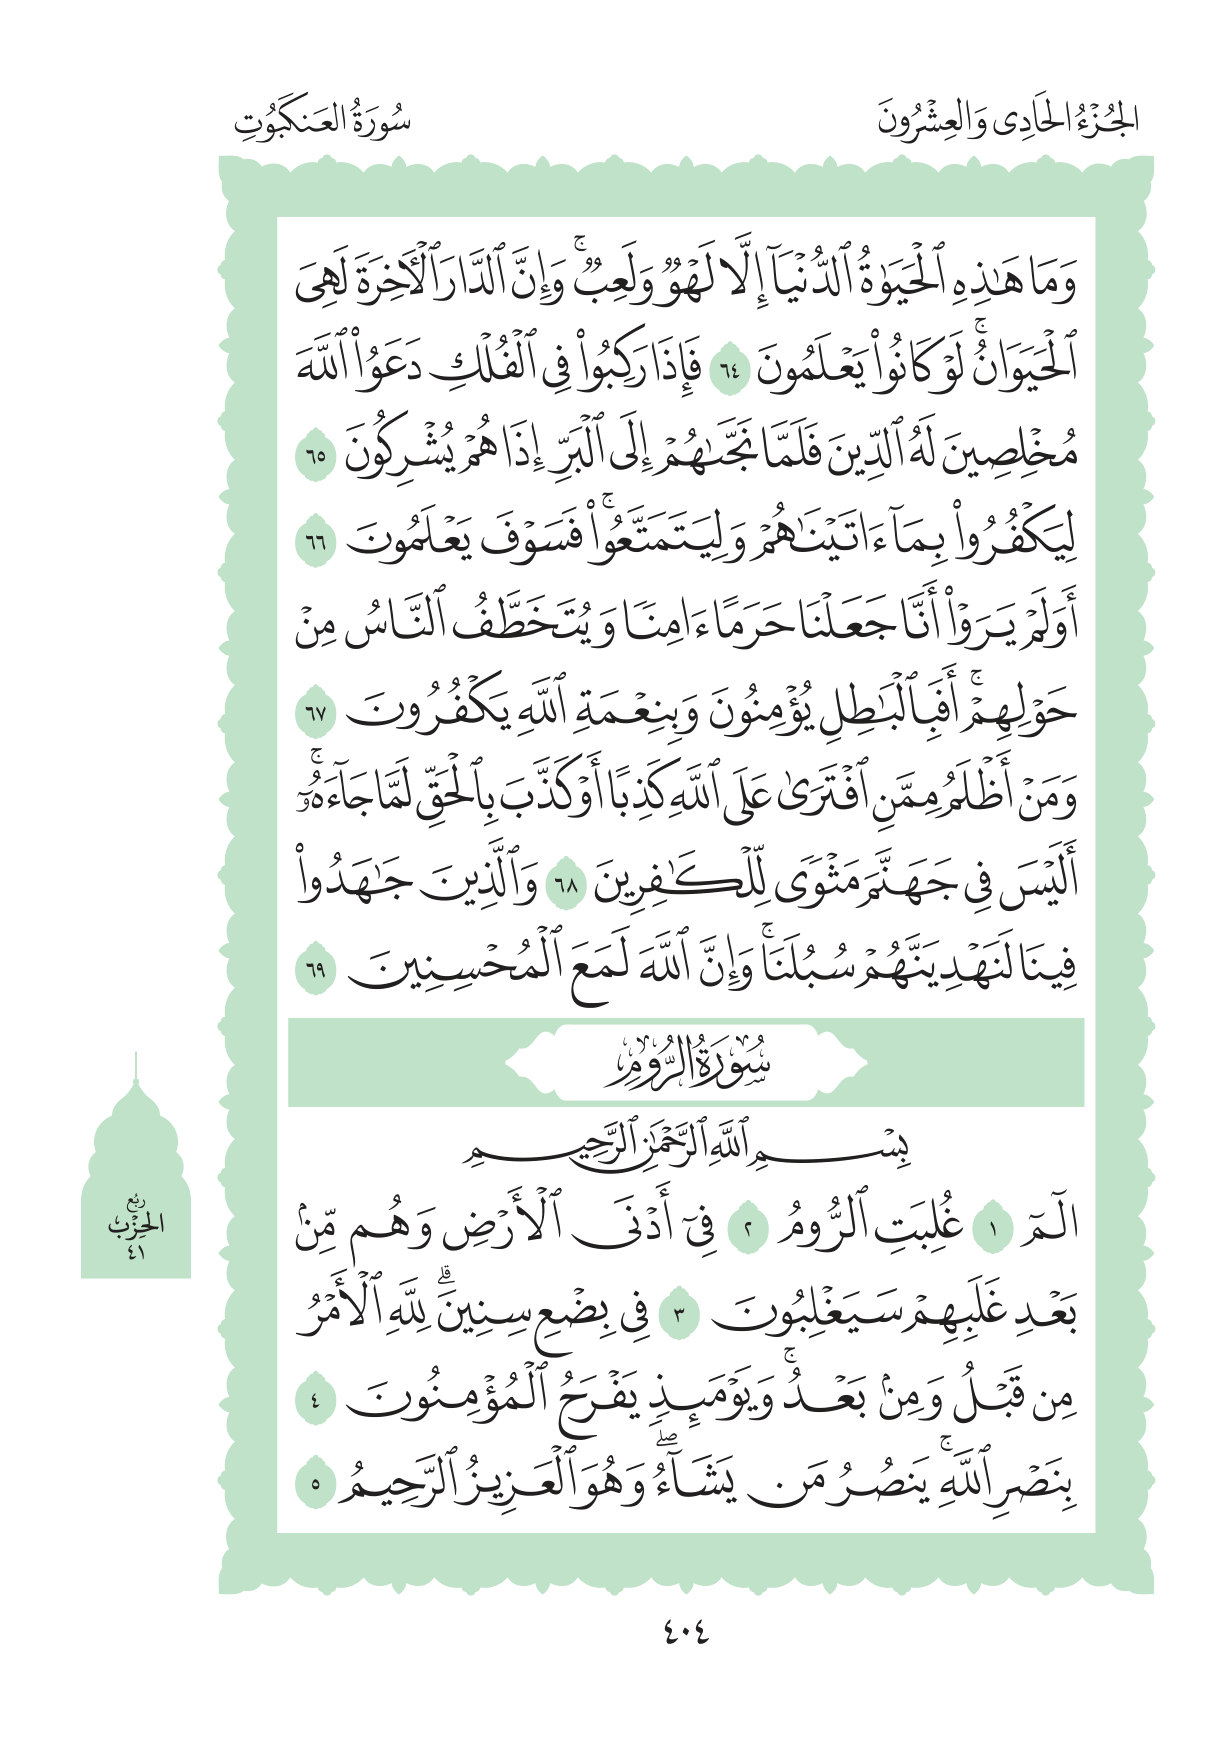 الجُزْءُ الحَادِى وَالعِشْرُونَ
سُورَةُ العَنكَبُوتِ
وَمَا هَٰذِهِ ٱلْحَيَوٰةُ ٱلدُّنْيَآ إِلَّا لَهْوٌ وَلَعِبٌ ۚ وَإِنَّ ٱلدَّارَ ٱلْأَخِرَةَ لَهِىَ
ٱلْحَيَوَانُ ۚ لَوْ كَانُوا۟ يَعْلَمُونَ ٦٤ فَإِذَا رَكِبُوا۟ فِى ٱلْفُلْكِ دَعَوُا۟ ٱللَّهَ
مُخْلِصِينَ لَهُ ٱلدِّينَ فَلَمَّا نَجَّىٰهُمْ إِلَى ٱلْبَرِّ إِذَا هُمْ يُشْرِكُونَ ٦٥
لِيَكْفُرُوا۟ بِمَآ ءَاتَيْنَٰهُمْ وَلِيَتَمَتَّعُوا۟ ۚ فَسَوْفَ يَعْلَمُونَ ٦٦
أَوَلَمْ يَرَوْا۟ أَنَّا جَعَلْنَا حَرَمًا ءَامِنًا وَيُتَخَطَّفُ ٱلنَّاسُ مِنْ
حَوْلِهِمْ ۚ أَفَبِٱلْبَٰطِلِ يُؤْمِنُونَ وَبِنِعْمَةِ ٱللَّهِ يَكْفُرُونَ ٦٧
وَمَنْ أَظْلَمُ مِمَّنِ ٱفْتَرَىٰ عَلَى ٱللَّهِ كَذِبًا أَوْ كَذَّبَ بِٱلْحَقِّ لَمَّا جَآءَهُۥٓ ۚ
أَلَيْسَ فِى جَهَنَّمَ مَثْوًى لِّلْكَٰفِرِينَ ٦٨ وَٱلَّذِينَ جَٰهَدُوا۟
فِينَا لَنَهْدِيَنَّهُمْ سُبُلَنَا ۚ وَإِنَّ ٱللَّهَ لَمَعَ ٱلْمُحْسِنِينَ ٦٩
سُورَةُ الرُّومِ
بِسْمِ ٱللَّهِ ٱلرَّحْمَٰنِ ٱلرَّحِيمِ
الٓمٓ ١ غُلِبَتِ ٱلرُّومُ ٢ فِىٓ أَدْنَى ٱلْأَرْضِ وَهُم مِّنۢ
بَعْدِ غَلَبِهِمْ سَيَغْلِبُونَ ٣ فِى بِضْعِ سِنِينَ ۗ لِلَّهِ ٱلْأَمْرُ
مِن قَبْلُ وَمِنۢ بَعْدُ ۚ وَيَوْمَئِذٍ يَفْرَحُ ٱلْمُؤْمِنُونَ ٤
بِنَصْرِ ٱللَّهِ ۚ يَنصُرُ مَن يَشَآءُ ۖ وَهُوَ ٱلْعَزِيزُ ٱلرَّحِيمُ ٥
رُبْع
الحِزْب
٤١
٤٠٤